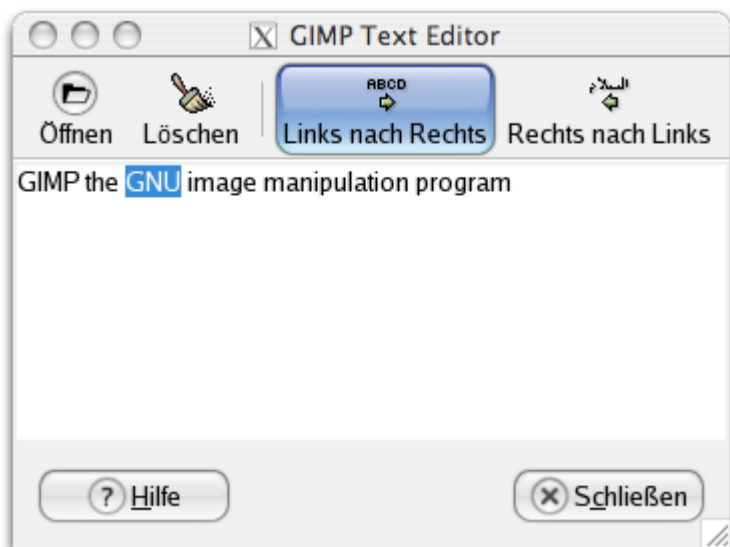 GIMP Text Editor
ABCD
السلام
Öffnen Löschen Links nach Rechts Rechts nach Links
GIMP the GNU image manipulation program
Hilfe Schließen